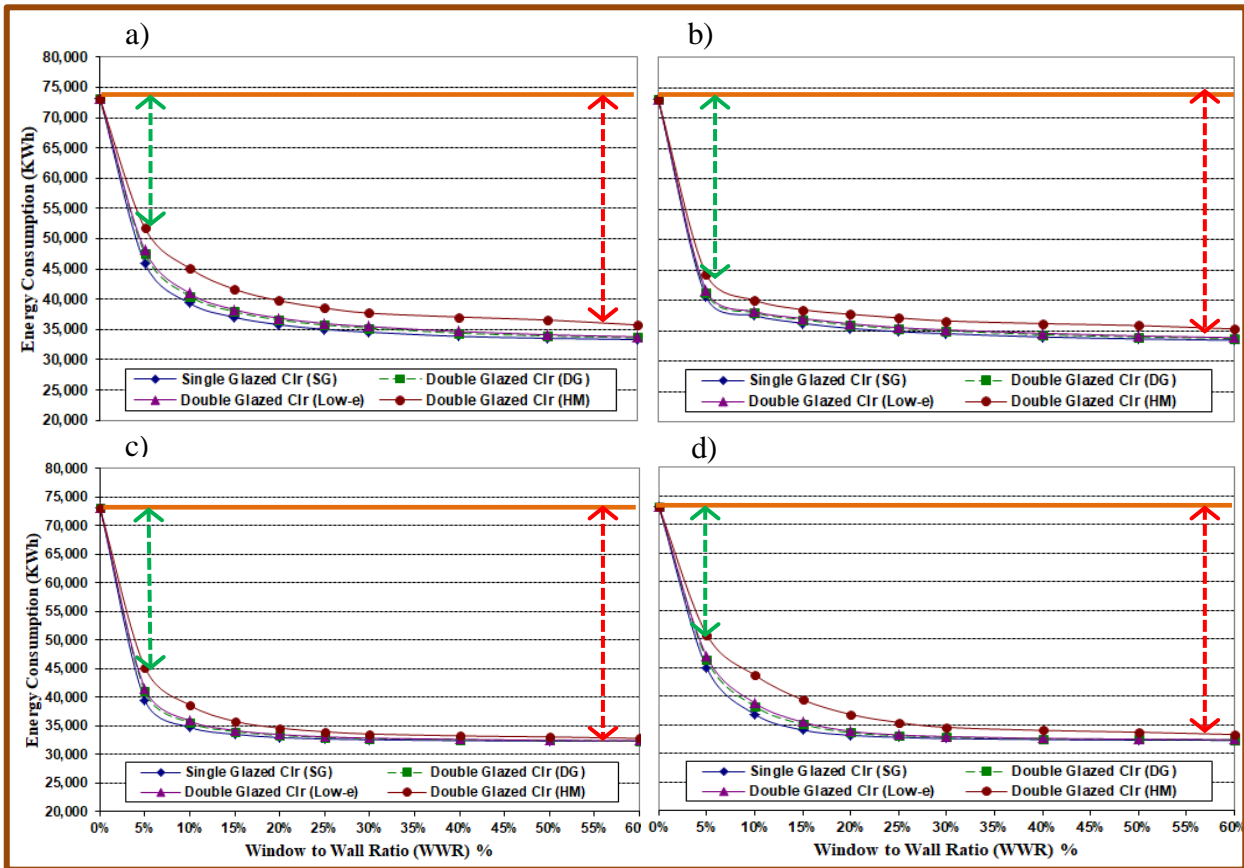 a)
b)
80,000
75,000
70,000
65,000
60,000
55,000
50,000
45,000
40,000
35,000
30,000
25,000
20,000
Energy Consumption (KWh)
Single Glazed Clr (SG)
Double Glazed Clr (DG)
Double Glazed Clr (Low-e)
Double Glazed Clr (HM)
Energy Consumption (KWh)
Single Glazed Clr (SG)
Double Glazed Clr (DG)
Double Glazed Clr (Low-e)
Double Glazed Clr (HM)
c)
d)
80,000
75,000
70,000
65,000
60,000
55,000
50,000
45,000
40,000
35,000
30,000
25,000
20,000
Energy Consumption (KWh)
Single Glazed Clr (SG)
Double Glazed Clr (DG)
Double Glazed Clr (Low-e)
Double Glazed Clr (HM)
0% 5% 10% 15% 20% 25% 30% 35% 40% 45% 50% 55% 60%
Window to Wall Ratio (WWR) %
Energy Consumption (KWh)
Single Glazed Clr (SG)
Double Glazed Clr (DG)
Double Glazed Clr (Low-e)
Double Glazed Clr (HM)
0% 5% 10% 15% 20% 25% 30% 35% 40% 45% 50% 55% 60%
Window to Wall Ratio (WWR) %